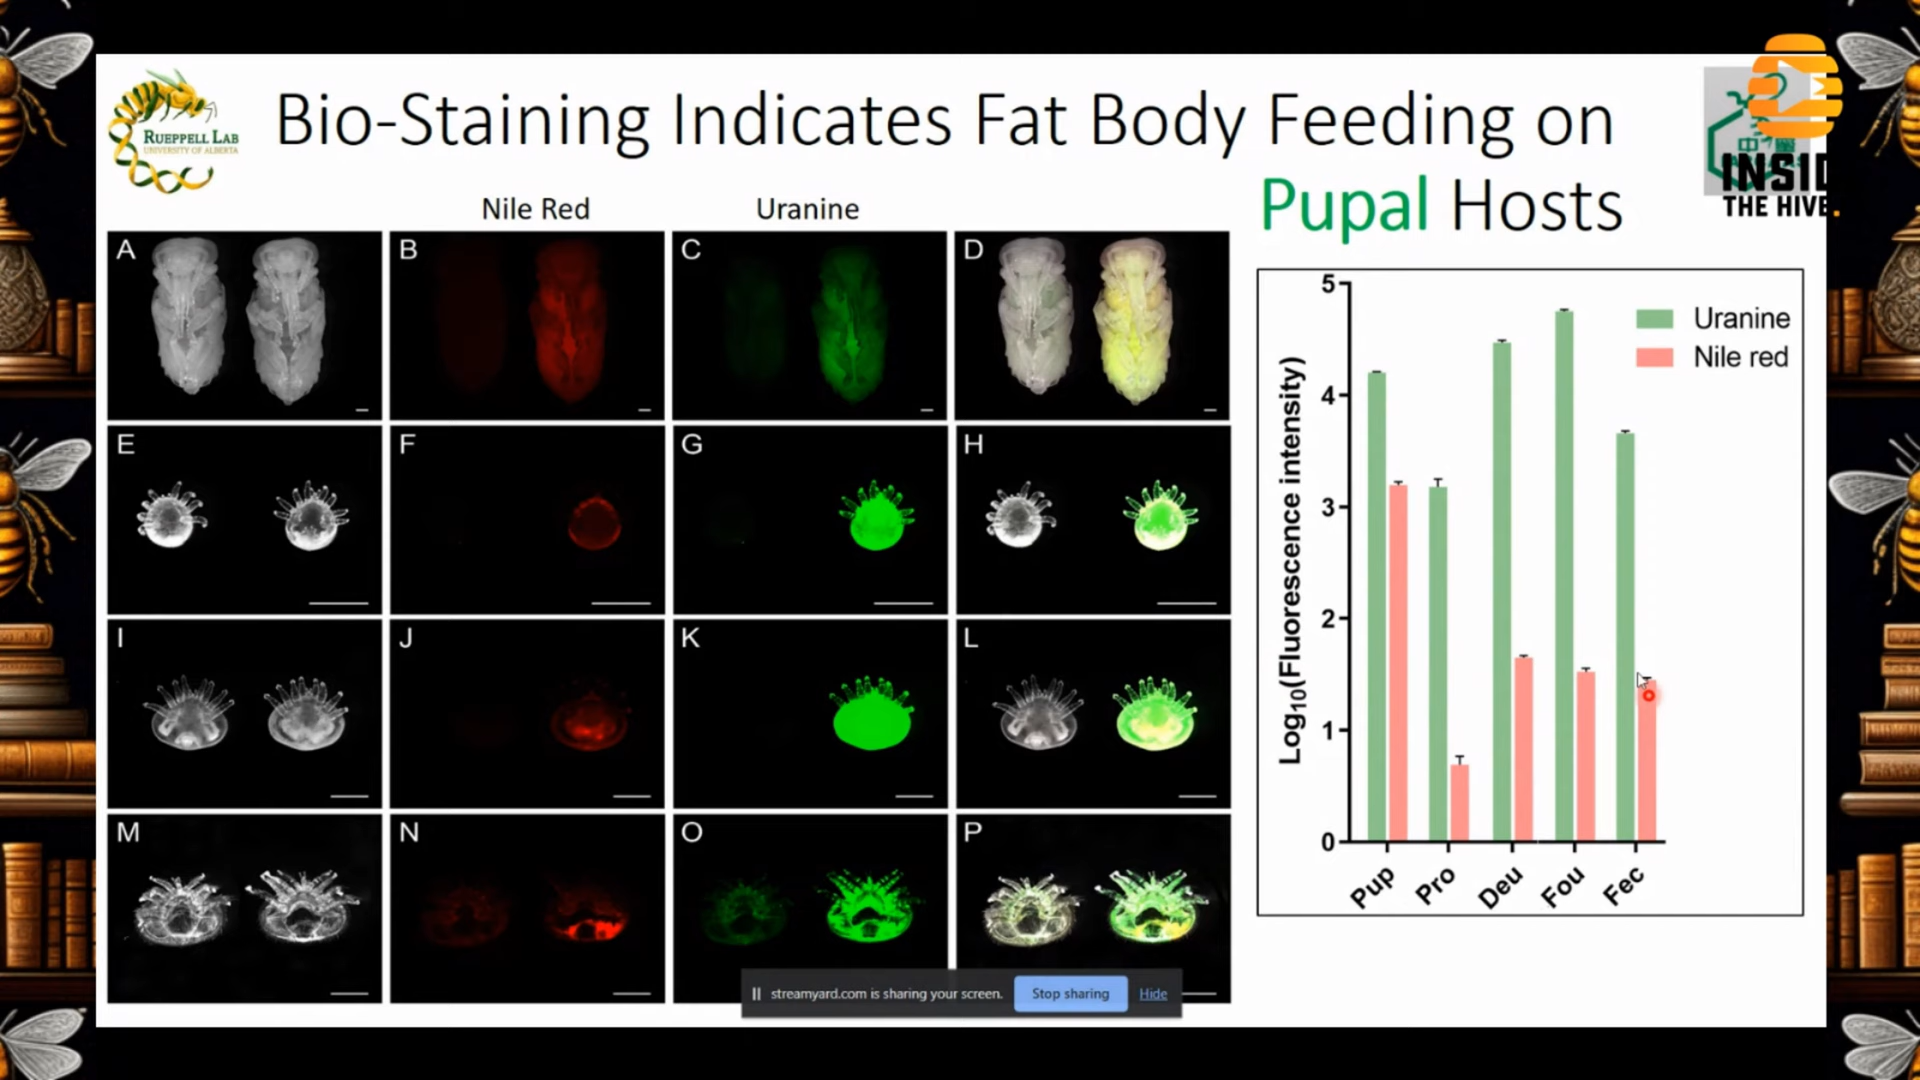 Bio-Staining Indicates Fat Body Feeding on
Pupal Hosts
RUEPPELL LAB
UNIVERSITY OF ALBERTA
INSID
THE HIVE.
Nile Red
Uranine
A
B
C
D
E
F
G
H
I
J
K
L
M
N
O
P
Uranine
Nile red
Log10(Fluorescence intensity)
5
4
3
2
1
0
Pup
Pro
Deu
Fou
Fec
streamyard.com is sharing your screen.
Stop sharing
Hide